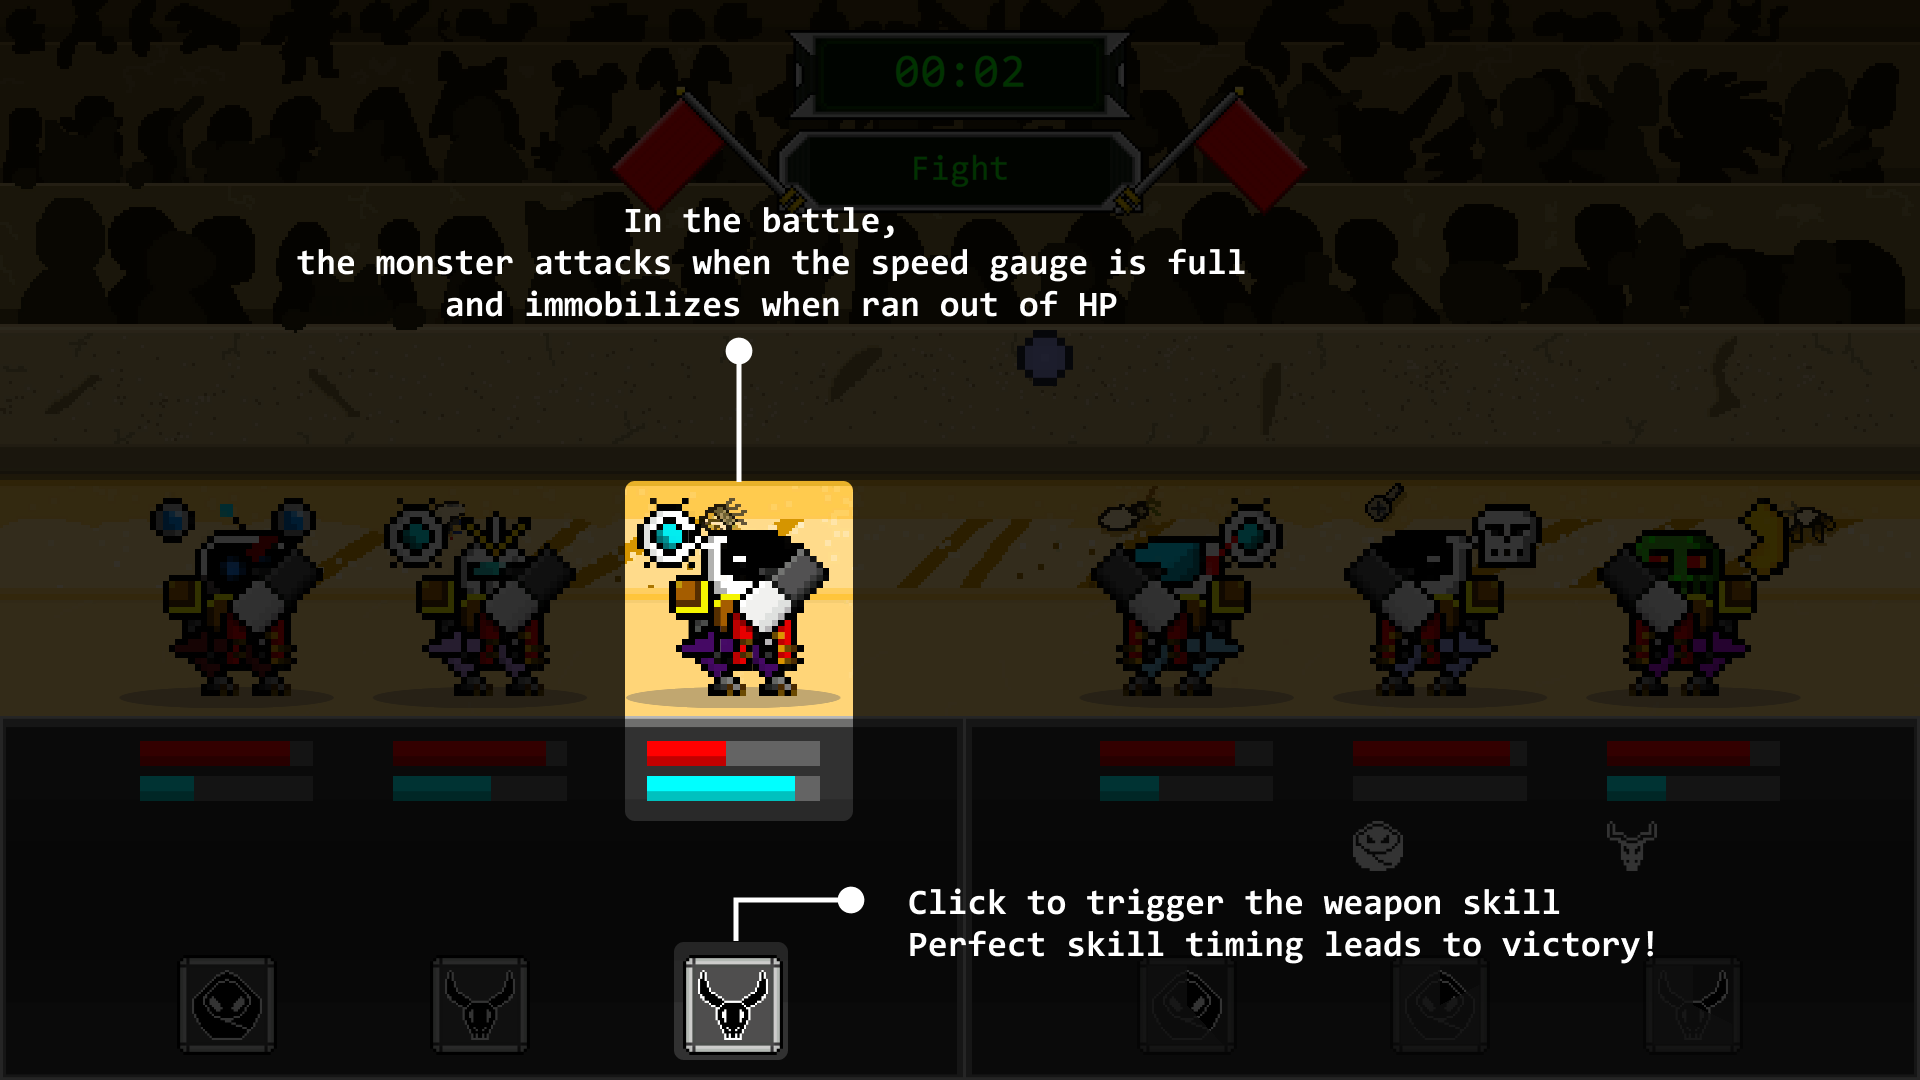 00:02
Fight
In the battle,
the monster attacks when the speed gauge is full
and immobilizes when ran out of HP
Click to trigger the weapon skill
Perfect skill timing leads to victory!